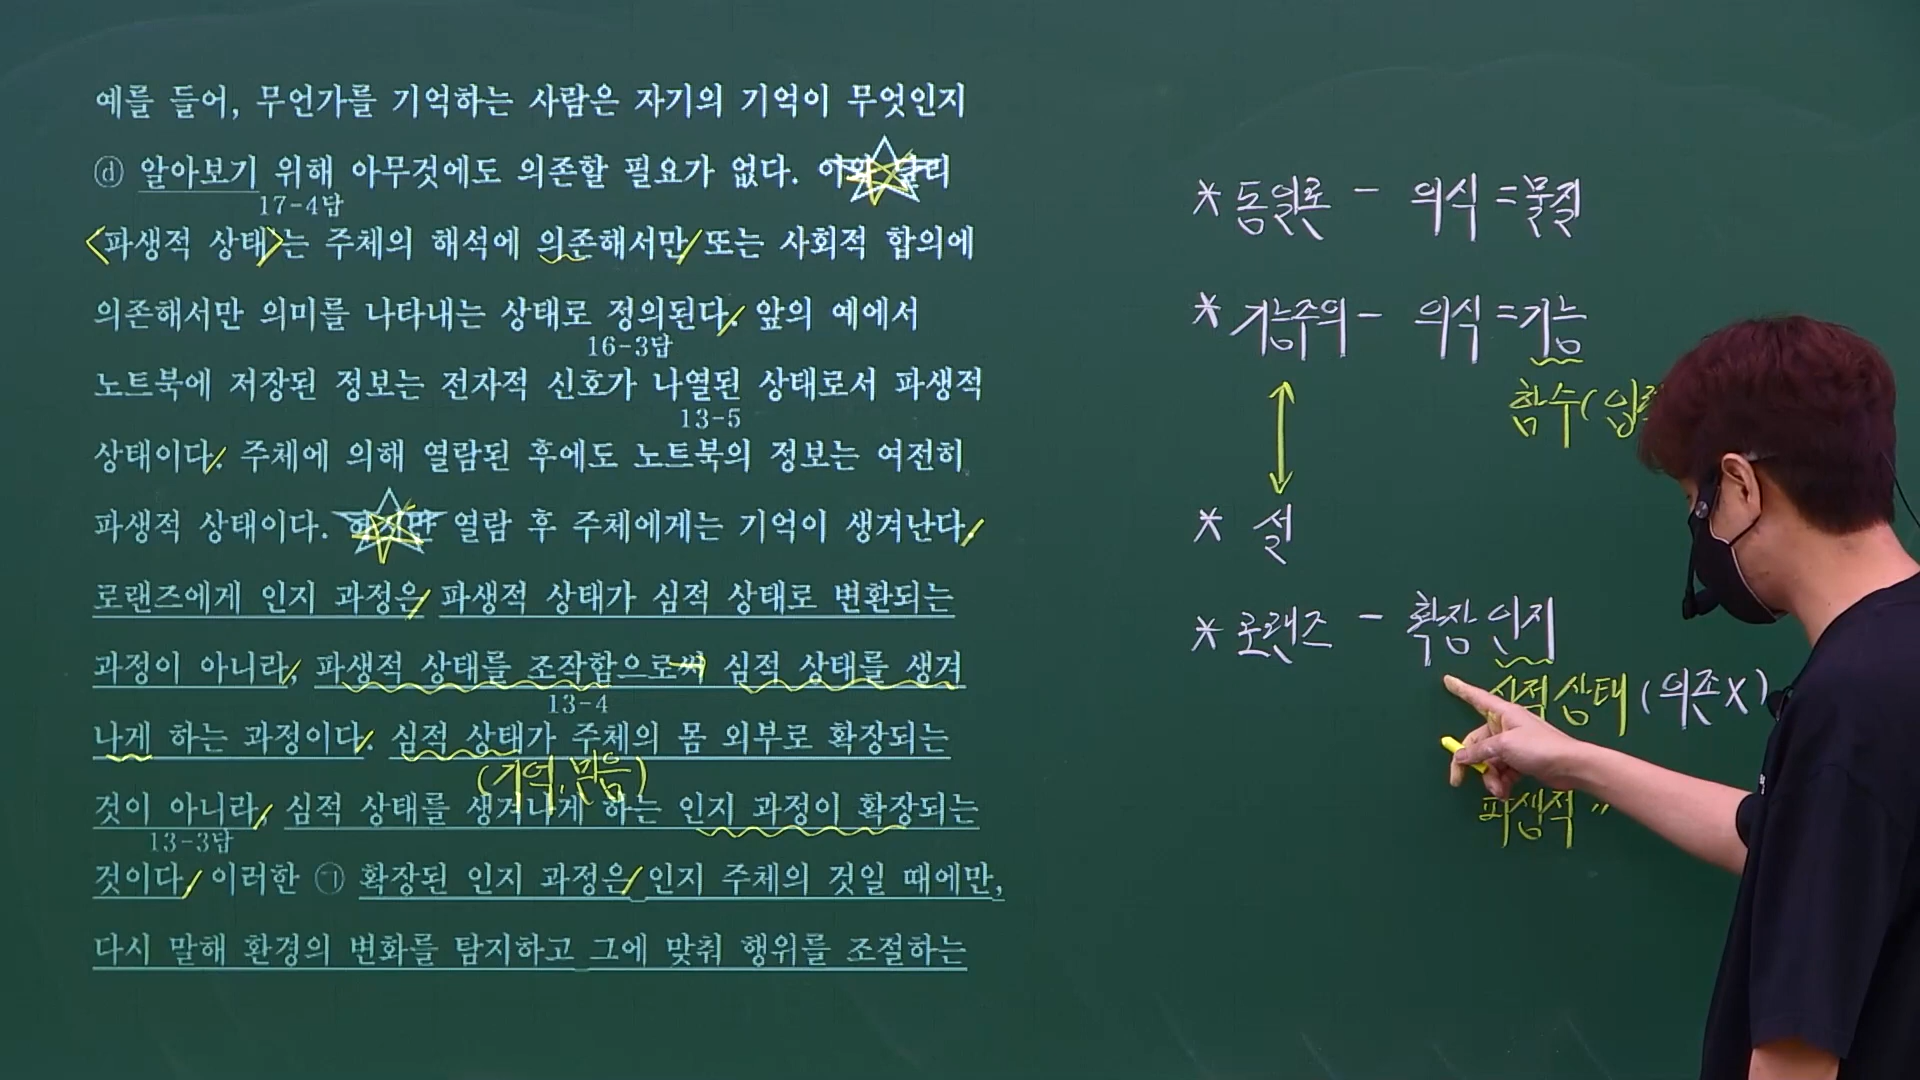 예를 들어, 무언가를 기억하는 사람은 자기의 기억이 무엇인지
ⓓ 알아보기 위해 아무것에도 의존할 필요가 없다. 이와 달리
17-4답
<파생적 상태>는 주체의 해석에 의존해서만/ 또는 사회적 합의에
의존해서만 의미를 나타내는 상태로 정의된다./ 앞의 예에서
16-3답
노트북에 저장된 정보는 전자적 신호가 나열된 상태로서 파생적
13-5
상태이다/. 주체에 의해 열람된 후에도 노트북의 정보는 여전히
파생적 상태이다. 하지만 열람 후 주체에게는 기억이 생겨난다./
로랜즈에게 인지 과정은/ 파생적 상태가 심적 상태로 변환되는
과정이 아니라/, 파생적 상태를 조작함으로써 심적 상태를 생겨
13-4
나게 하는 과정이다/. 심적 상태가 주체의 몸 외부로 확장되는
(기억, 믿음)
것이 아니라/, 심적 상태를 생겨나게 하는 인지 과정이 확장되는
13-3답
것이다./ 이러한 ㉠ 확장된 인지 과정은/ 인지 주체의 것일 때에만,
다시 말해 환경의 변화를 탐지하고 그에 맞춰 행위를 조절하는
* 동일론 - 의식 = 물질
* 기능주의 - 의식 = 기능
함수(입
* 설
* 로랜즈 - 확장 인지
심적 상태 (의존X)
파생적 〃